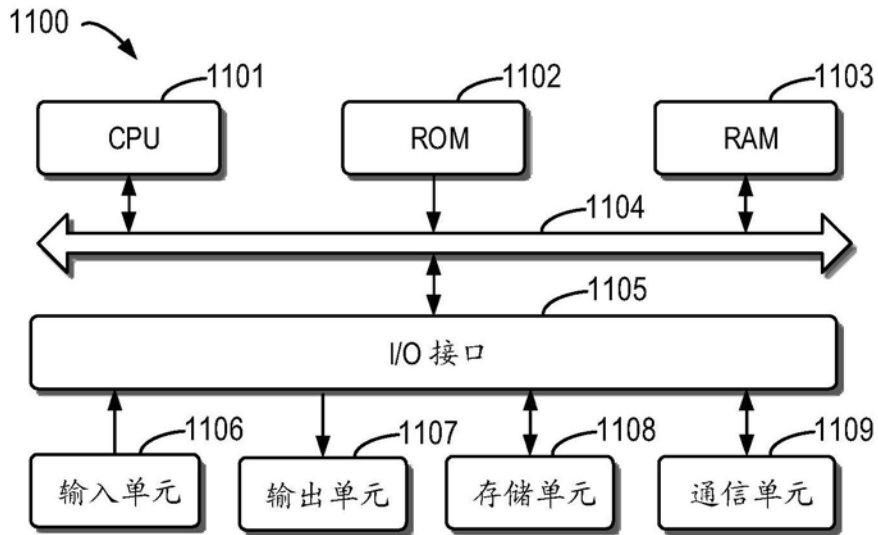 1100
1101
1102
1103
CPU
ROM
RAM
1104
1105
I/O 接口
1106
1107
1108
1109
输入单元
输出单元
存储单元
通信单元